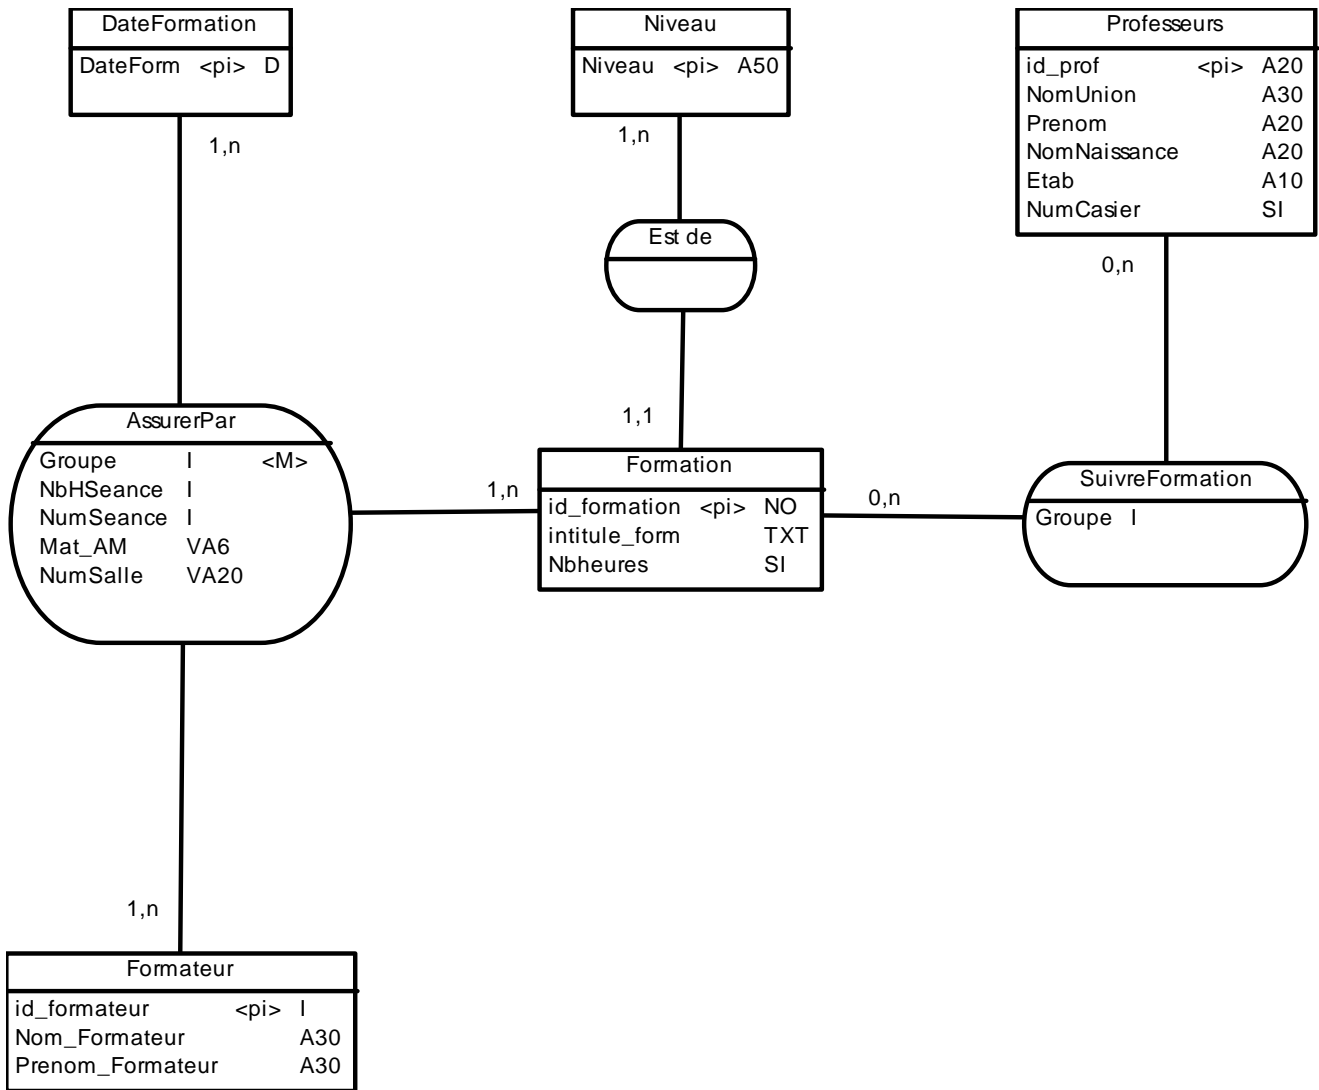 DateFormation
DateForm <pi> D
1,n
Niveau
Niveau <pi> A50
1,n
Professeurs
id_prof <pi> A20
NomUnion A30
Prenom A20
NomNaissance A20
Etab A10
NumCasier SI
0,n
Est de
1,1
AssurerPar
Groupe I <M>
NbHSeance I
NumSeance I
Mat_AM VA6
NumSalle VA20
1,n
Formation
id_formation <pi> NO
intitule_form TXT
Nbheures SI
0,n
SuivreFormation
Groupe I
1,n
Formateur
id_formateur <pi> I
Nom_Formateur A30
Prenom_Formateur A30